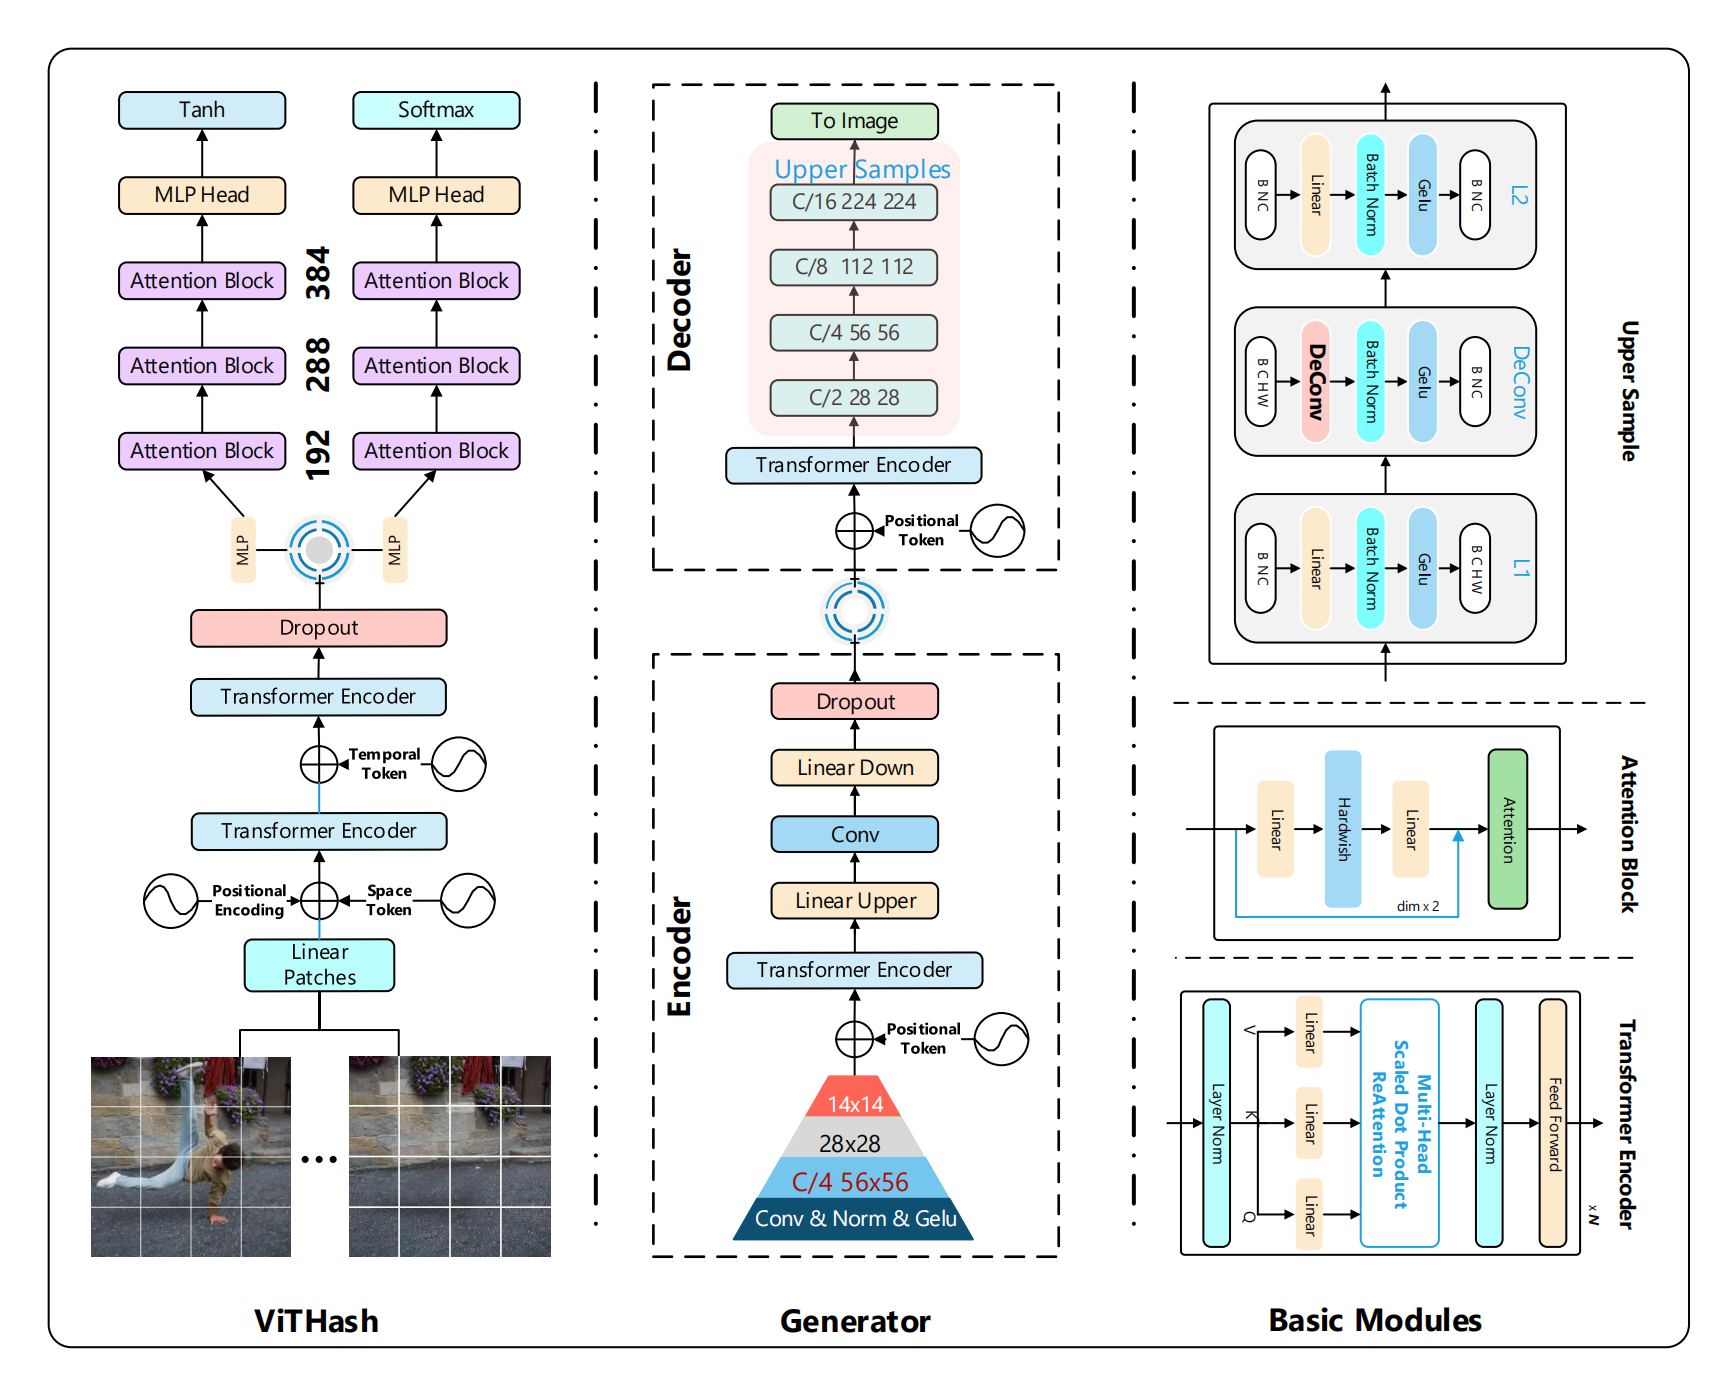 Tanh
Softmax
MLP Head
MLP Head
Attention Block
384
Attention Block
Attention Block
288
Attention Block
Attention Block
192
Attention Block
MLP
MLP
Dropout
Transformer Encoder
Temporal
Token
Transformer Encoder
Positional
Encoding
Space
Token
Linear
Patches
ViTHash
Decoder
To Image
Upper Samples
C/16 224 224
C/8 112 112
C/4 56 56
C/2 28 28
Transformer Encoder
Positional
Token
Encoder
Dropout
Linear Down
Conv
Linear Upper
Transformer Encoder
Positional
Token
14x14
28x28
C/4 56x56
Conv & Norm & Gelu
Generator
Upper Sample
B N C
Linear
Batch Norm
Gelu
B N C
L2
B C H W
DeConv
Batch Norm
Gelu
B N C
DeConv
B N C
Linear
Batch Norm
Gelu
B C H W
L1
Attention Block
Linear
Hardwish
Linear
Attention
dim x 2
Transformer Encoder
Layer Norm
V
K
Q
Linear
Linear
Linear
Multi-Head
Scaled Dot Product
ReAttention
Layer Norm
Feed Forward
x N
Basic Modules